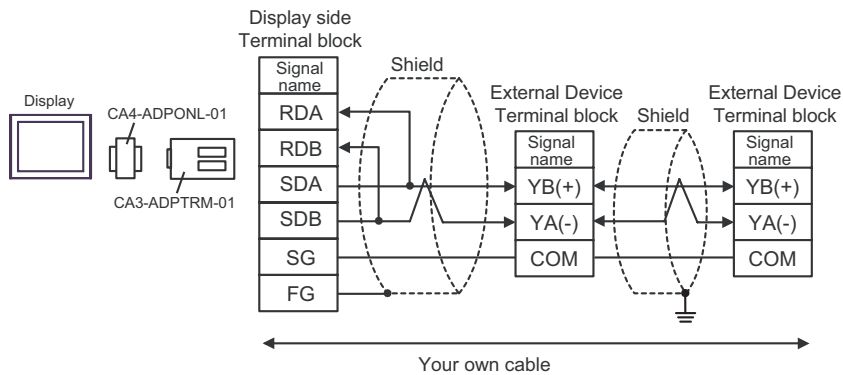 Display side
Terminal block
Signal
name
RDA
RDB
SDA
SDB
SG
FG
Shield
Display
CA4-ADPONL-01
CA3-ADPTRM-01
External Device
Terminal block
Signal
name
YB(+)
YA(-)
COM
Shield
External Device
Terminal block
Signal
name
YB(+)
YA(-)
COM
Your own cable